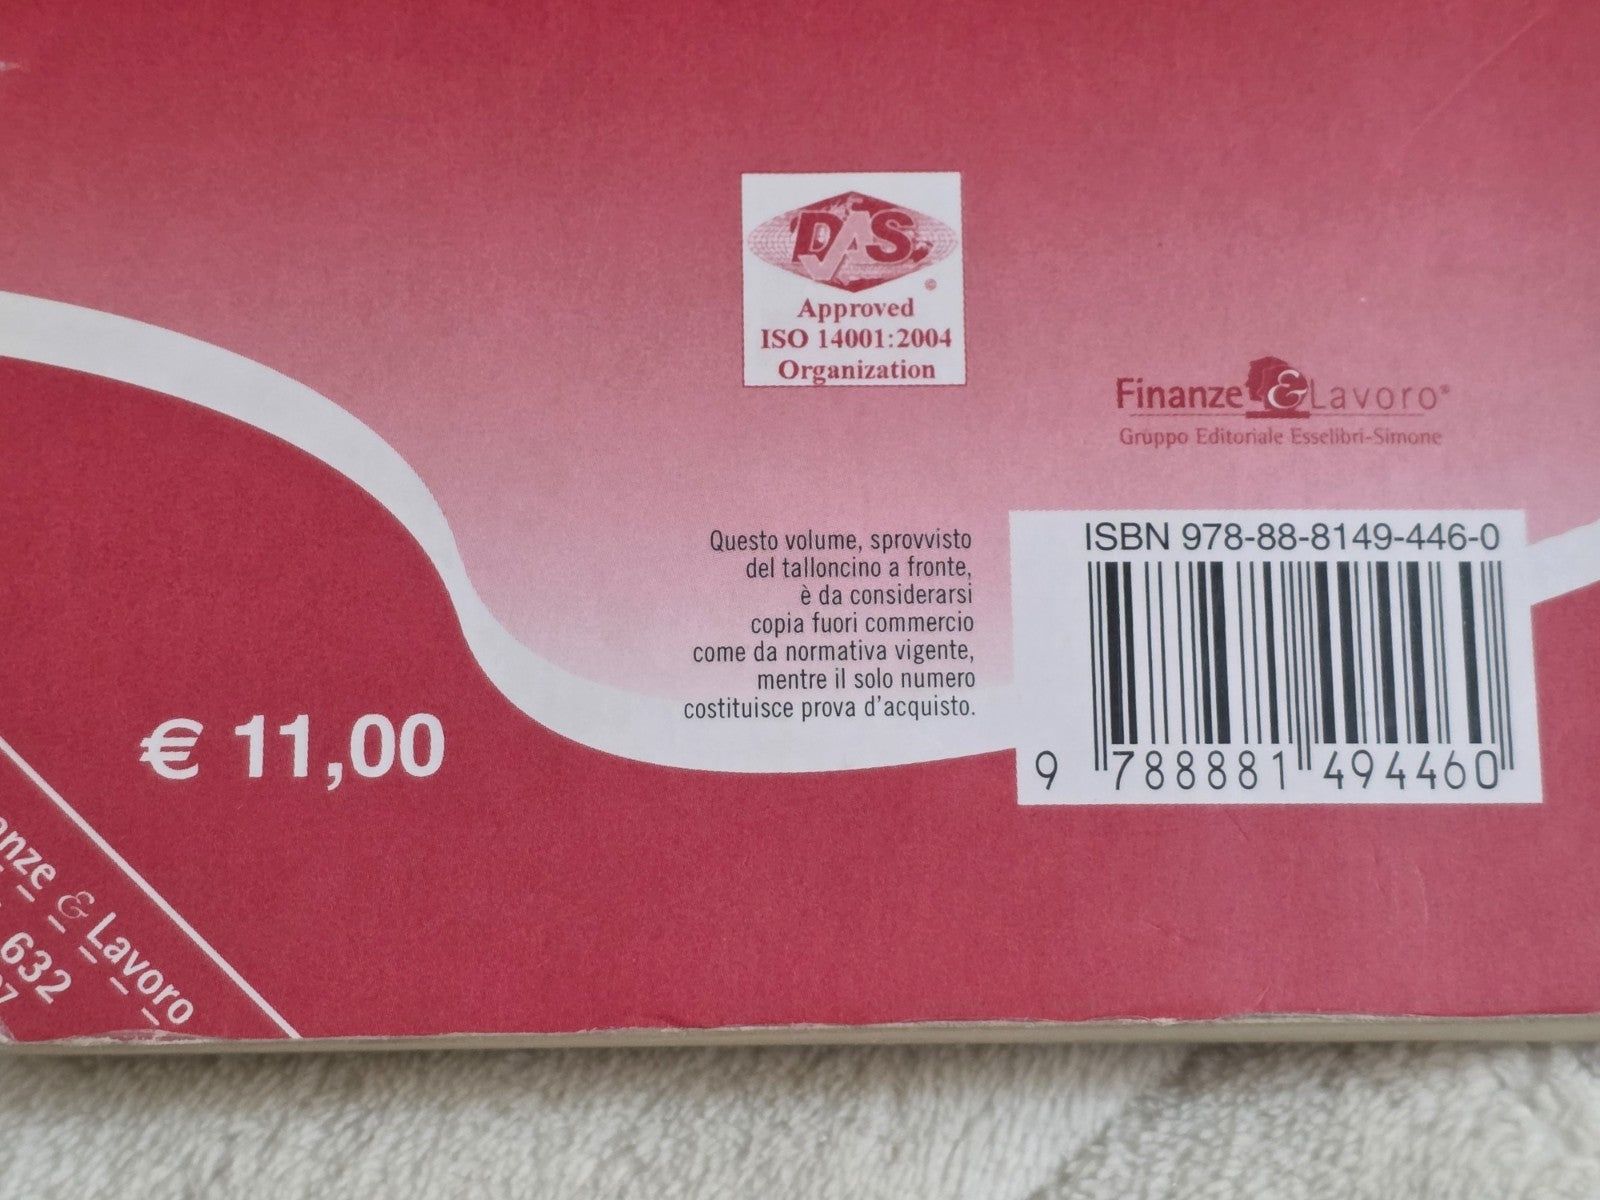 DAS
©
Approved
ISO 14001:2004
Organization
Finanze & Lavoro®
Gruppo Editoriale Esselibri-Simone
Questo volume, sprovvisto
del talloncino a fronte,
è da considerarsi
copia fuori commercio
come da normativa vigente,
mentre il solo numero
costituisce prova d'acquisto.
ISBN 978-88-8149-446-0
9 788881 494460
€ 11,00
nze & Lavoro
632